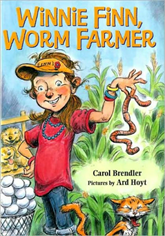 WINNIE FINN,
WORM FARMER
Carol Brendler
Pictures by Ard Hoyt